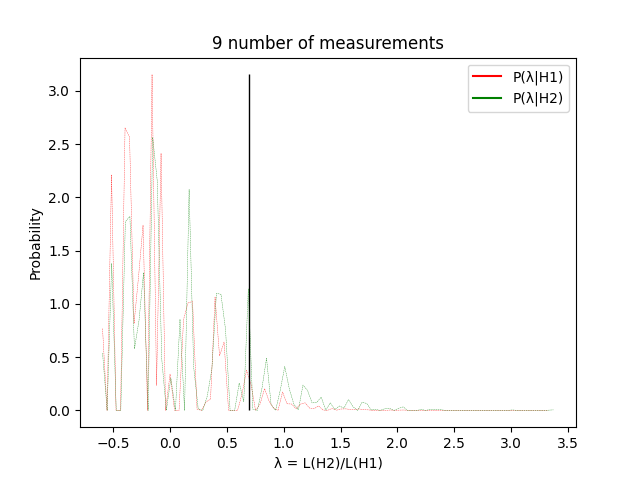 9 number of measurements
P(λ|H1)
P(λ|H2)
Probability
3.0
2.5
2.0
1.5
1.0
0.5
0.0
−0.5 0.0 0.5 1.0 1.5 2.0 2.5 3.0 3.5
λ = L(H2)/L(H1)